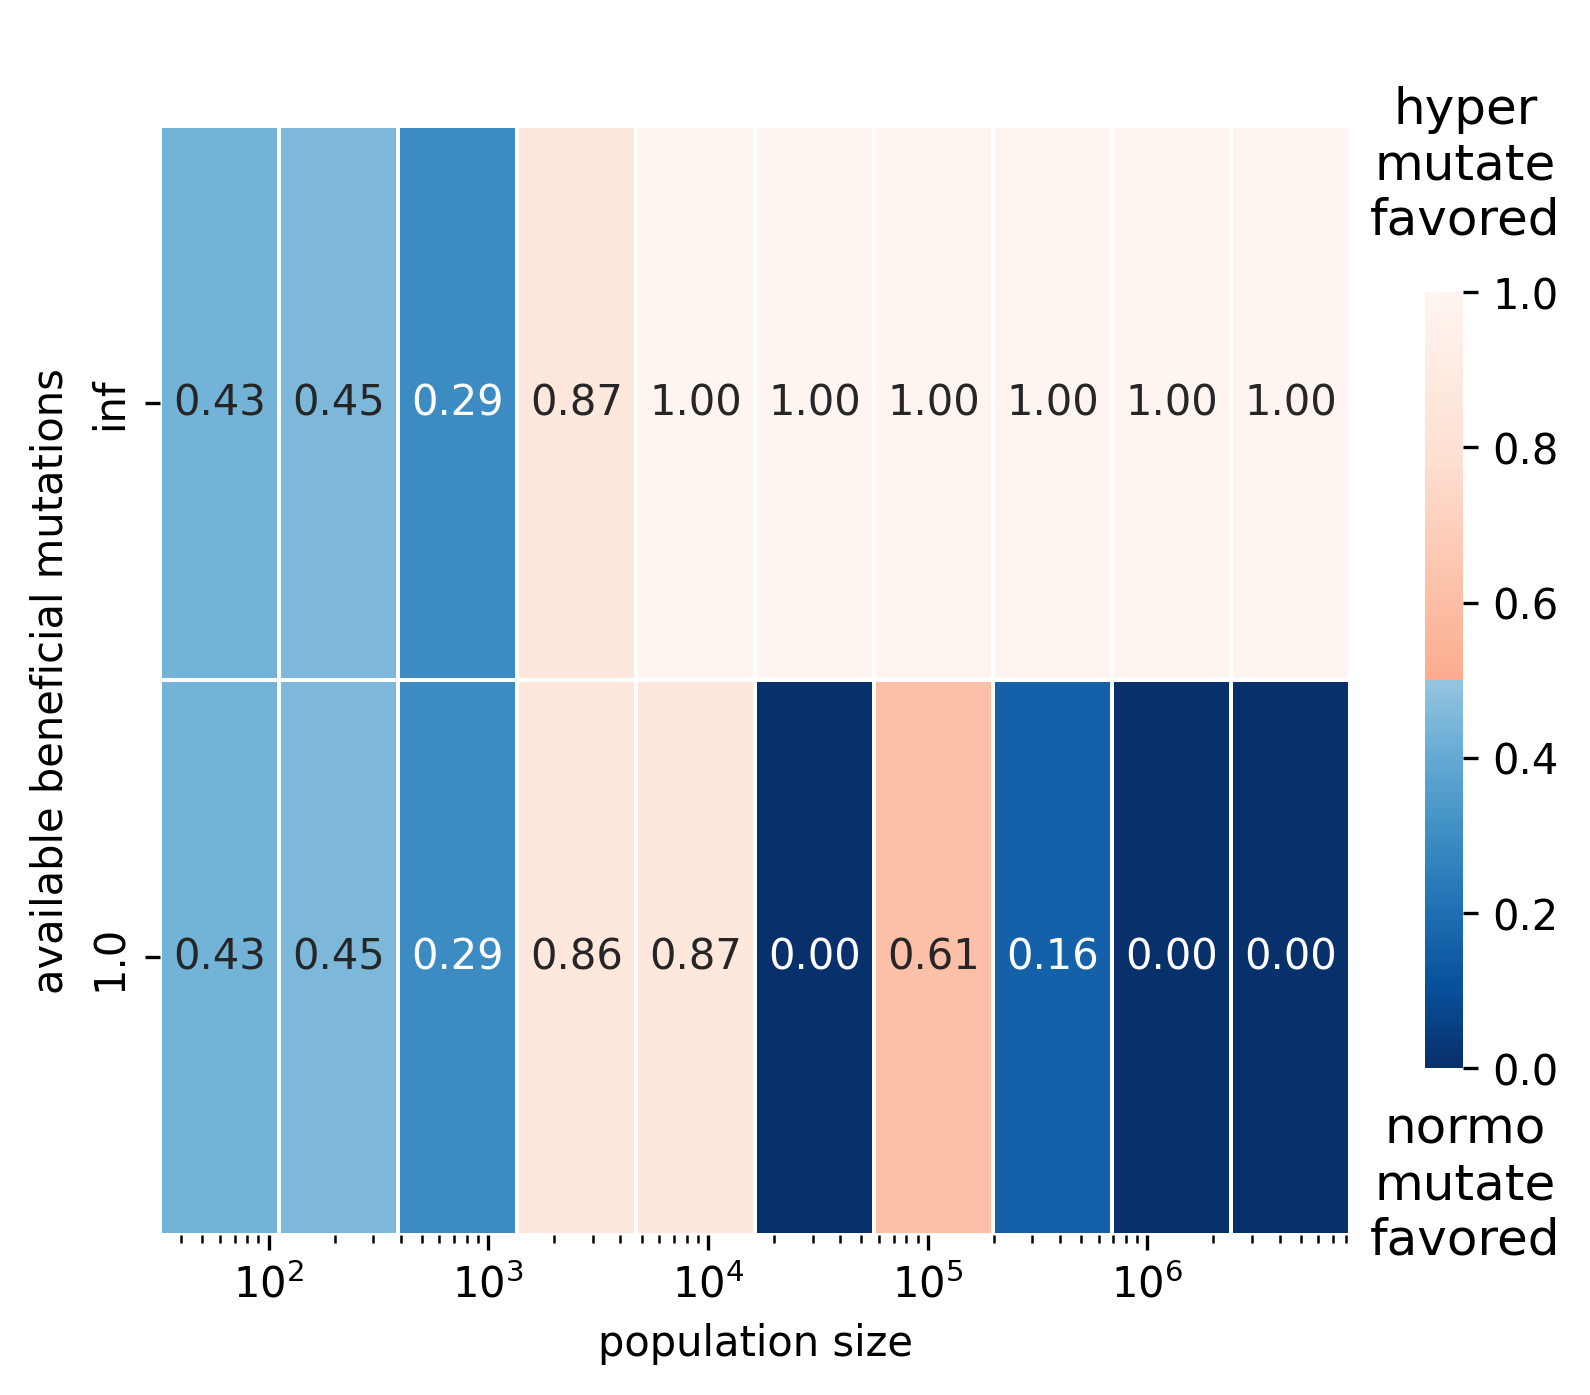 hyper
mutate
favored
available beneficial mutations
inf
0.43 0.45 0.29 0.87 1.00 1.00 1.00 1.00 1.00 1.00
1.0
0.43 0.45 0.29 0.86 0.87 0.00 0.61 0.16 0.00 0.00
1.0
0.8
0.6
0.4
0.2
0.0
normo
mutate
favored
10² 10³ 10⁴ 10⁵ 10⁶
population size